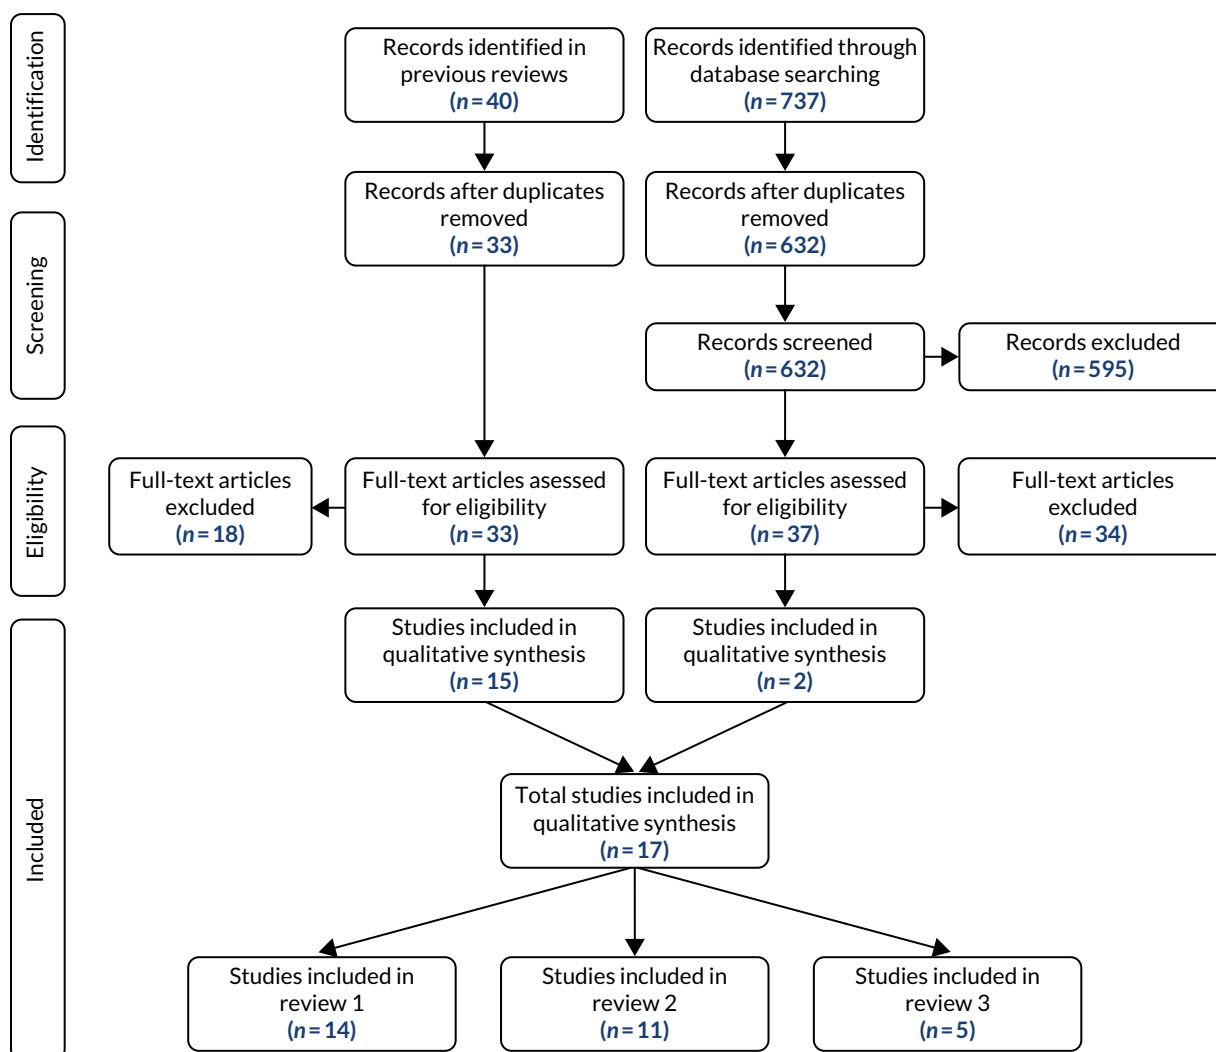 Identification
Records identified in
previous reviews
(n=40)
Records identified through
database searching
(n=737)
Records after duplicates
removed
(n=33)
Records after duplicates
removed
(n=632)
Screening
Records screened
(n=632)
Records excluded
(n=595)
Eligibility
Full-text articles
excluded
(n=18)
Full-text articles asessed
for eligibility
(n=33)
Full-text articles asessed
for eligibility
(n=37)
Full-text articles
excluded
(n=34)
Included
Studies included in
qualitative synthesis
(n=15)
Studies included in
qualitative synthesis
(n=2)
Total studies included in
qualitative synthesis
(n=17)
Studies included in
review 1
(n=14)
Studies included in
review 2
(n=11)
Studies included in
review 3
(n=5)